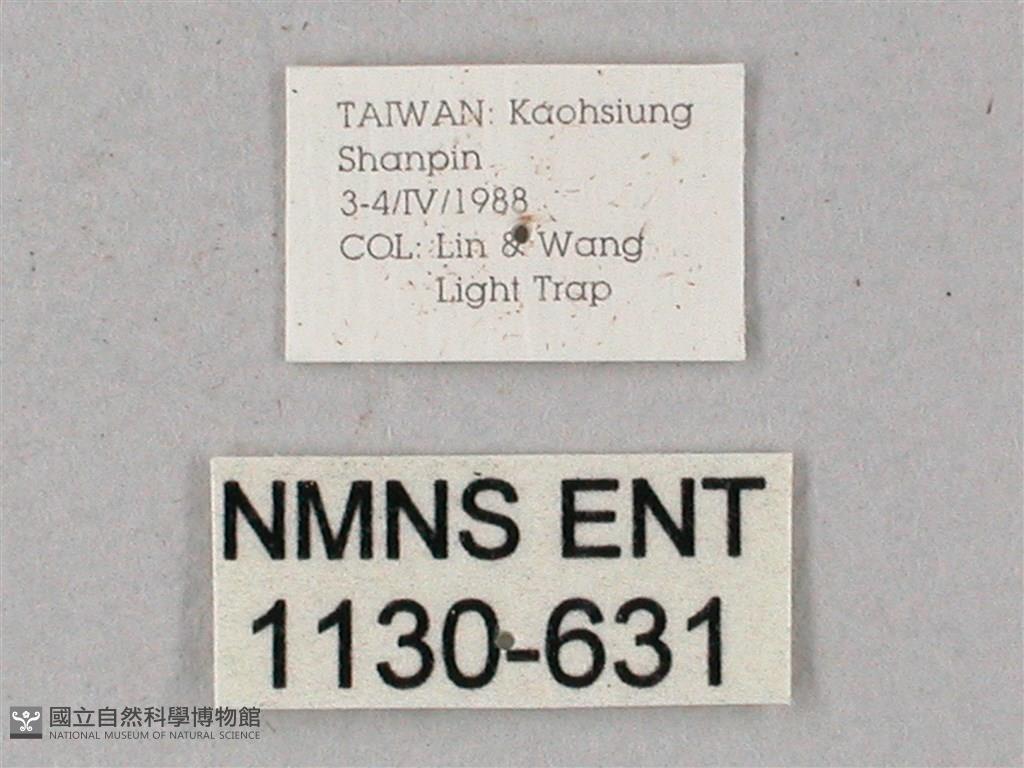 TAIWAN: Kaohsiung
Shanpin
3-4/IV/1988
COL: Lin & Wang
Light Trap
NMNS ENT
1130-631
國立自然科學博物館
NATIONAL MUSEUM OF NATURAL SCIENCE